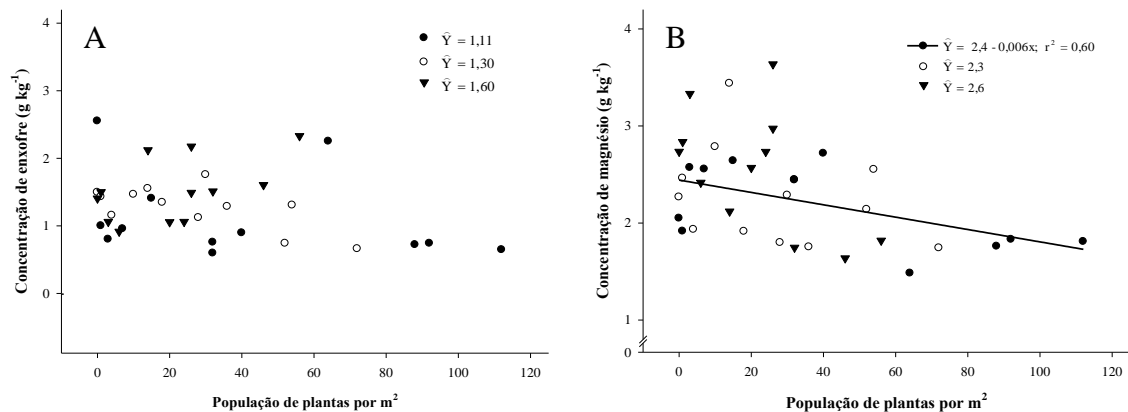 A
Ŷ = 1,11
Ŷ = 1,30
Ŷ = 1,60
Concentração de enxofre (g kg⁻¹)
4
3
2
1
0
0 20 40 60 80 100 120
População de plantas por m²
B
Ŷ = 2,4 - 0,006x; r² = 0,60
Ŷ = 2,3
Ŷ = 2,6
Concentração de magnésio (g kg⁻¹)
4
3
2
1
0
0 20 40 60 80 100 120
População de plantas por m²